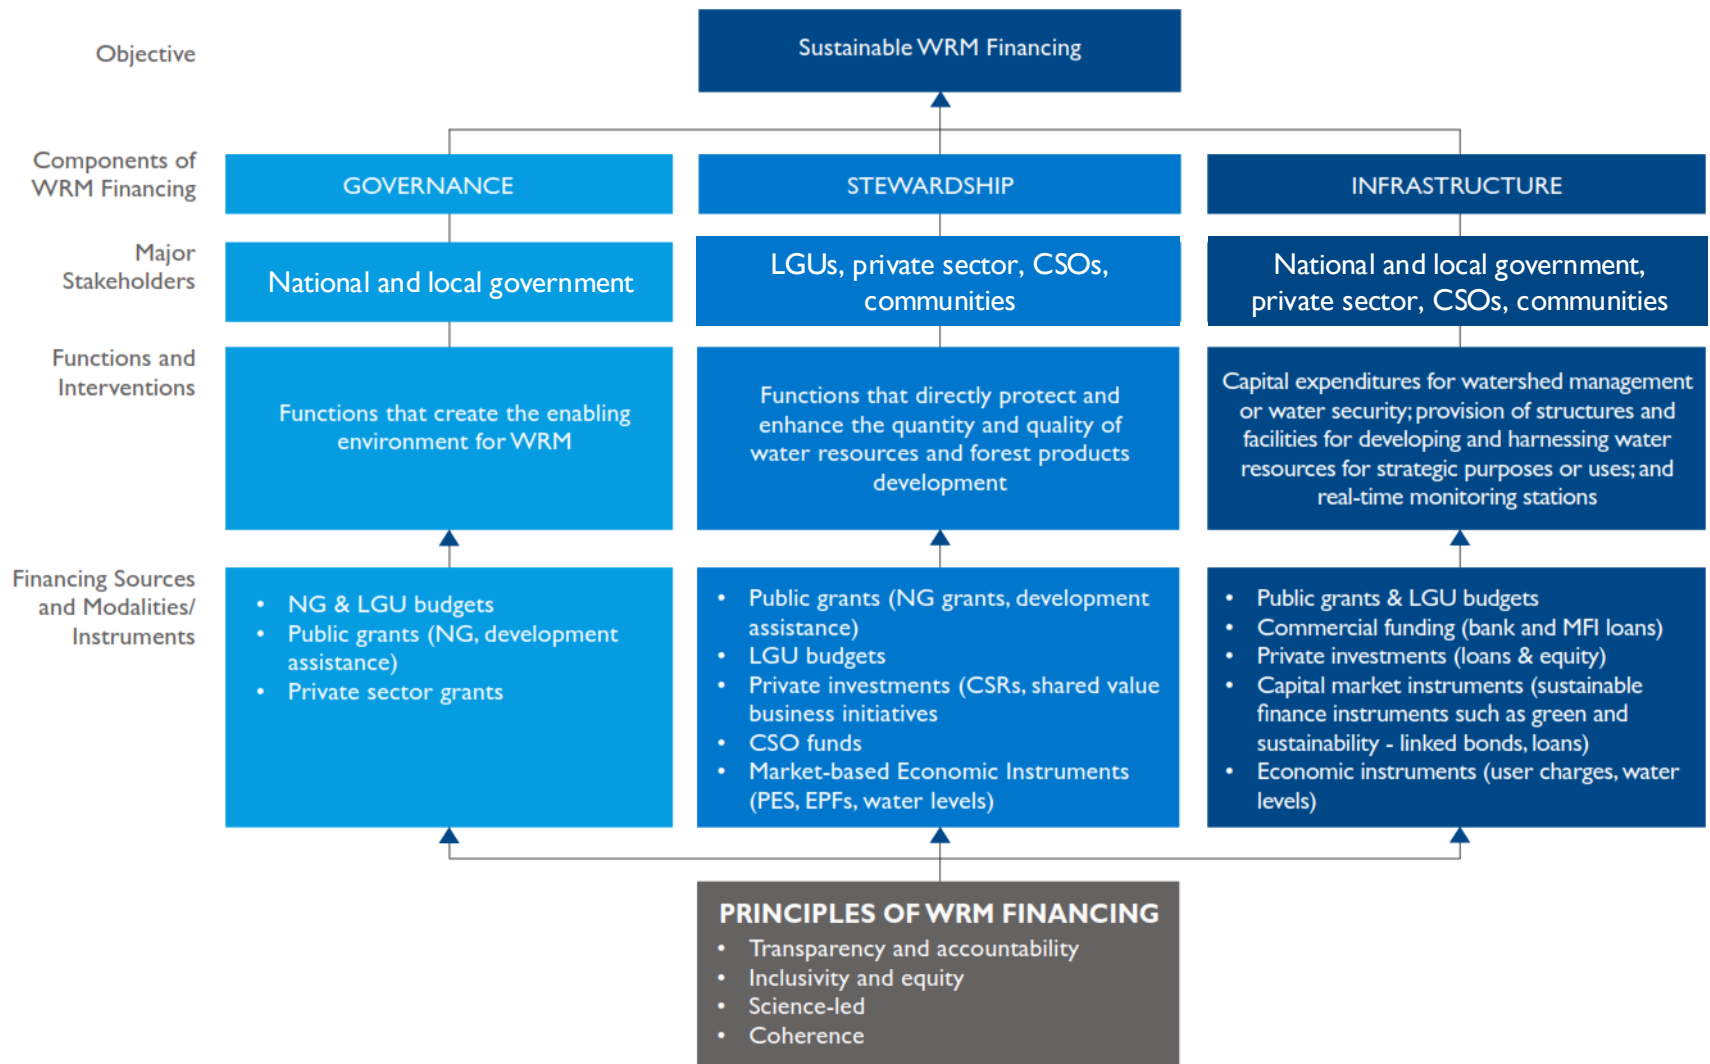 Objective
Sustainable WRM Financing
Components of
WRM Financing
GOVERNANCE
STEWARDSHIP
INFRASTRUCTURE
Major
Stakeholders
National and local government
LGUs, private sector, CSOs,
communities
National and local government,
private sector, CSOs, communities
Functions and
Interventions
Functions that create the enabling
environment for WRM
Functions that directly protect and
enhance the quantity and quality of
water resources and forest products
development
Capital expenditures for watershed management
or water security; provision of structures and
facilities for developing and harnessing water
resources for strategic purposes or uses; and
real-time monitoring stations
Financing Sources
and Modalities/
Instruments
• NG & LGU budgets
• Public grants (NG, development
assistance)
• Private sector grants
• Public grants (NG grants, development
assistance)
• LGU budgets
• Private investments (CSRs, shared value
business initiatives
• CSO funds
• Market-based Economic Instruments
(PES, EPFs, water levels)
• Public grants & LGU budgets
• Commercial funding (bank and MFI loans)
• Private investments (loans & equity)
• Capital market instruments (sustainable
finance instruments such as green and
sustainability - linked bonds, loans)
• Economic instruments (user charges, water
levels)
PRINCIPLES OF WRM FINANCING
• Transparency and accountability
• Inclusivity and equity
• Science-led
• Coherence